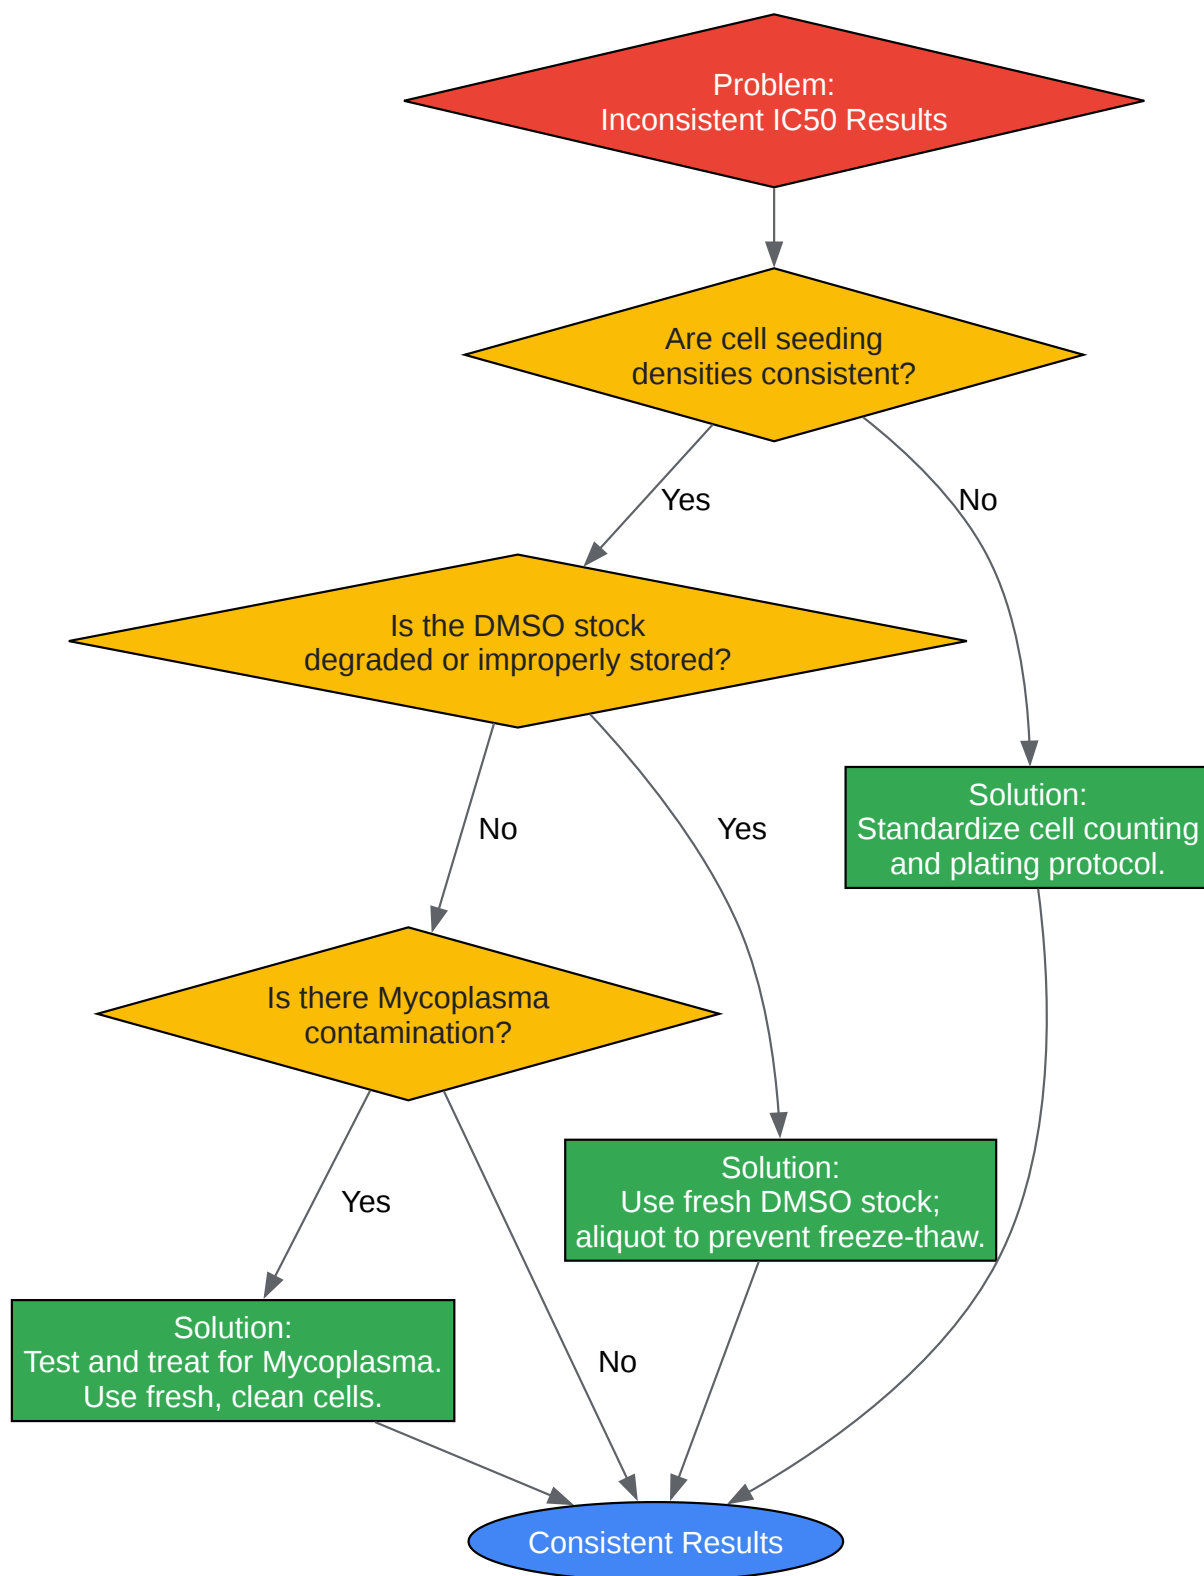 Problem:
Inconsistent IC50 Results
Are cell seeding
densities consistent?
Yes
No
Is the DMSO stock
degraded or improperly stored?
Solution:
Standardize cell counting
and plating protocol.
No
Yes
Is there Mycoplasma
contamination?
Solution:
Use fresh DMSO stock;
aliquot to prevent freeze-thaw.
Yes
No
Solution:
Test and treat for Mycoplasma.
Use fresh, clean cells.
Consistent Results